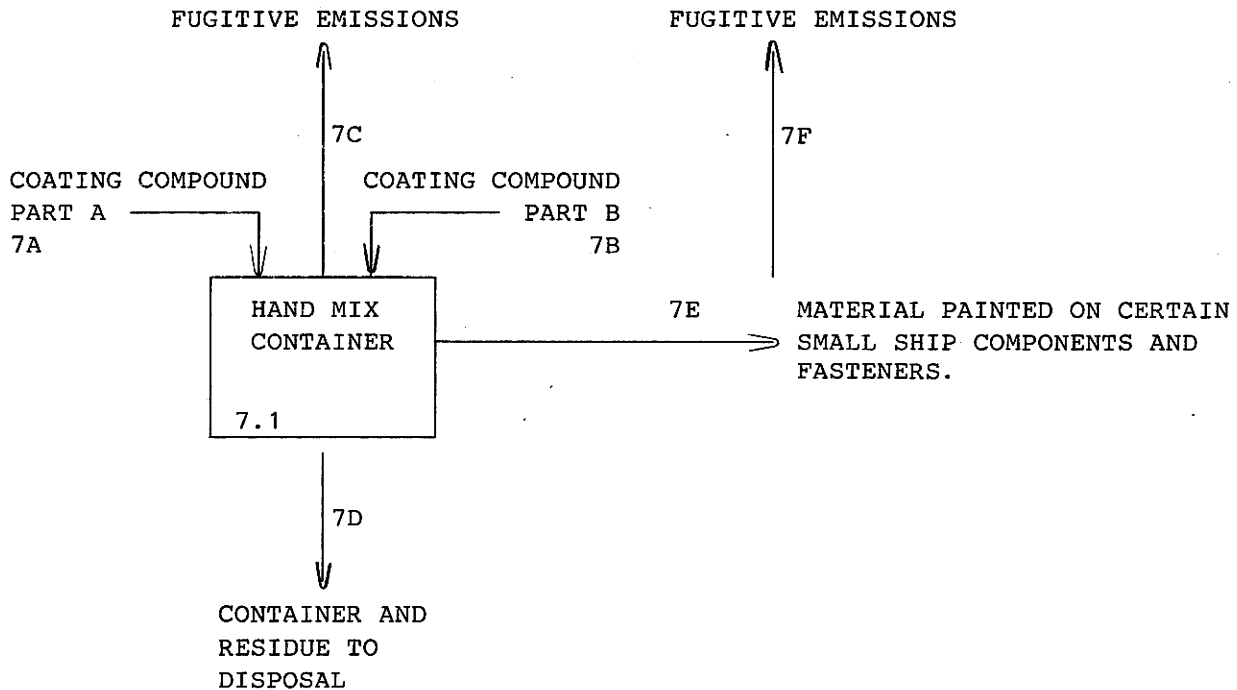 FUGITIVE EMISSIONS
FUGITIVE EMISSIONS
7C
7F
COATING COMPOUND
PART A
7A
COATING COMPOUND
PART B
7B
HAND MIX
CONTAINER
7.1
7E
MATERIAL PAINTED ON CERTAIN
SMALL SHIP COMPONENTS AND
FASTENERS.
7D
CONTAINER AND
RESIDUE TO
DISPOSAL